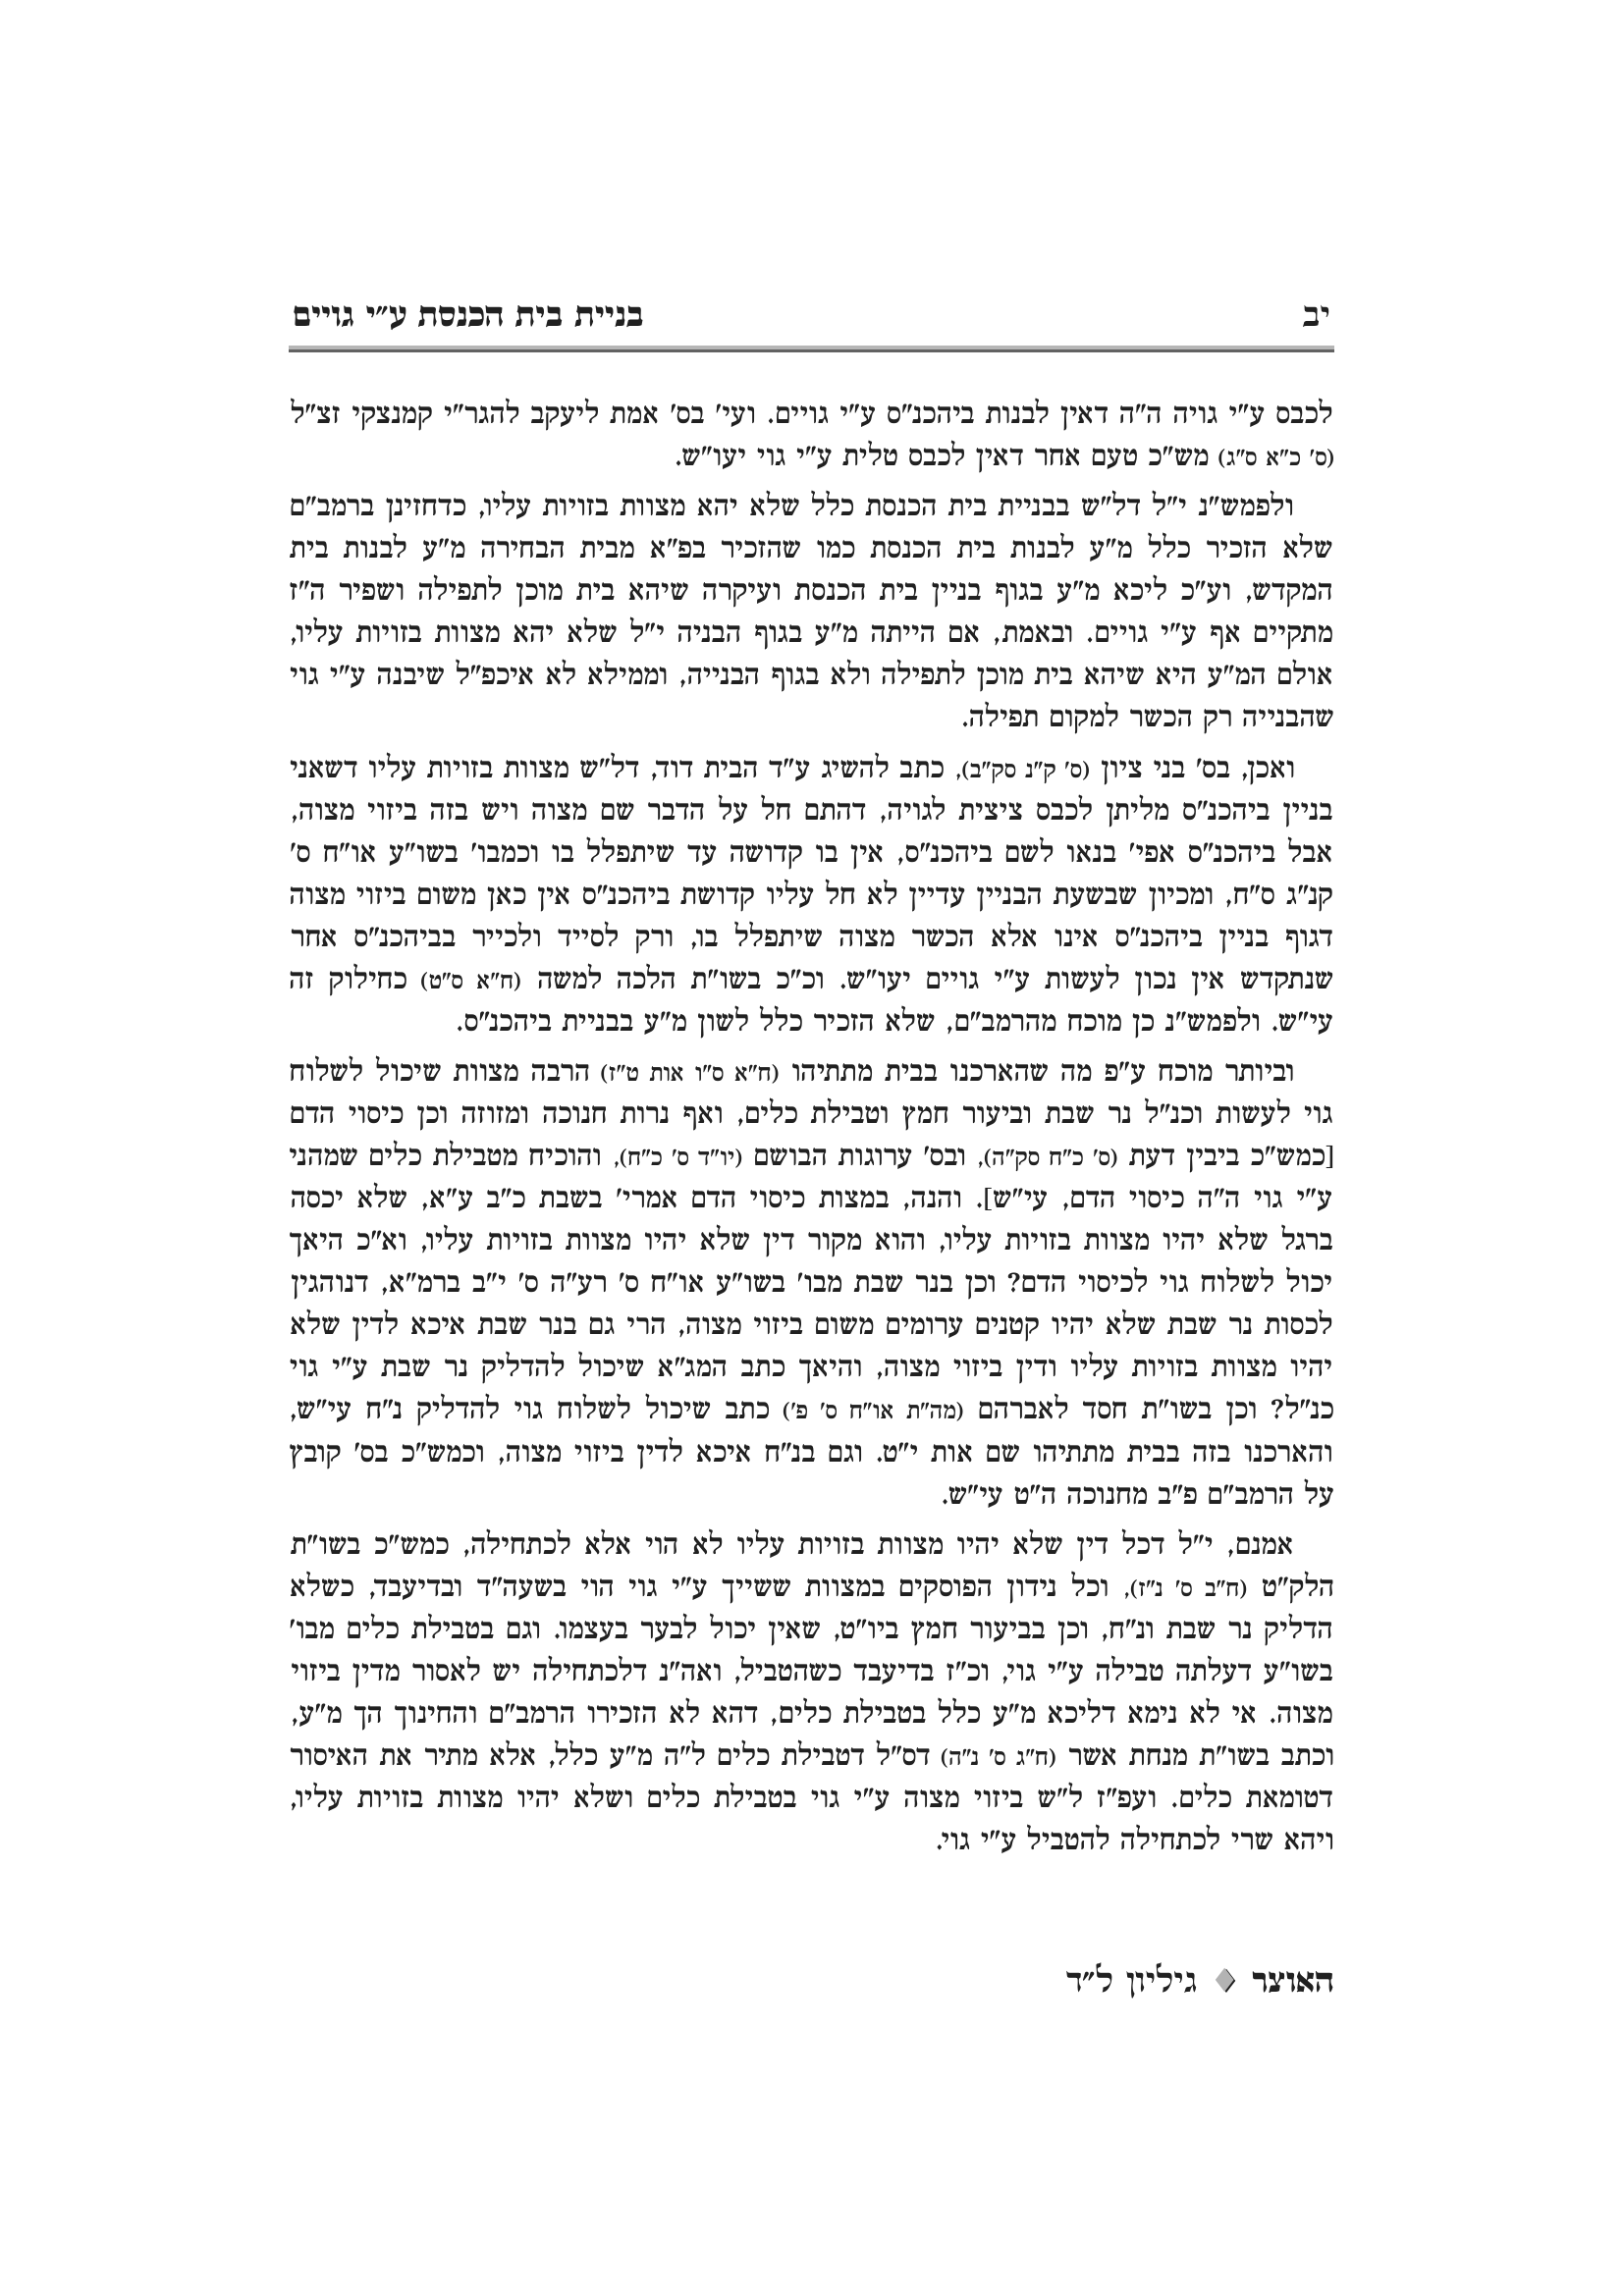 יב
בניית בית הכנסת ע״י גויים
לכבס ע"י גויה ה"ה דאין לבנות ביהכנ"ס ע"י גויים. ועי' בס' אמת ליעקב להגר"י קמנצקי זצ"ל
(ס' כ"א ס"ג) מש"כ טעם אחר דאין לכבס טלית ע"י גוי יעו"ש.
ולפמש"נ י"ל דל"ש בבניית בית הכנסת כלל שלא יהא מצוות בזויות עליו, כדחזינן ברמב"ם
שלא הזכיר כלל מ"ע לבנות בית הכנסת כמו שהזכיר בפ"א מבית הבחירה מ"ע לבנות בית
המקדש, וע"כ ליכא מ"ע בגוף בניין בית הכנסת ועיקרה שיהא בית מוכן לתפילה ושפיר ה"ז
מתקיים אף ע"י גויים. ובאמת, אם הייתה מ"ע בגוף הבניה י"ל שלא יהא מצוות בזויות עליו,
אולם המ"ע היא שיהא בית מוכן לתפילה ולא בגוף הבנייה, וממילא לא איכפ"ל שיבנה ע"י גוי
שהבנייה רק הכשר למקום תפילה.
ואכן, בס' בני ציון (ס' ק"נ סק"ב), כתב להשיג ע"ד הבית דוד, דל"ש מצוות בזויות עליו דשאני
בניין ביהכנ"ס מליתן לכבס ציצית לגויה, דהתם חל על הדבר שם מצוה ויש בזה ביזוי מצוה,
אבל ביהכנ"ס אפי' בנאו לשם ביהכנ"ס, אין בו קדושה עד שיתפלל בו וכמבו' בשו"ע או"ח ס'
קנ"ג ס"ח, ומכיון שבשעת הבניין עדיין לא חל עליו קדושת ביהכנ"ס אין כאן משום ביזוי מצוה
דגוף בניין ביהכנ"ס אינו אלא הכשר מצוה שיתפלל בו, ורק לסייד ולכייר בביהכנ"ס אחר
שנתקדש אין נכון לעשות ע"י גויים יעו"ש. וכ"כ בשו"ת הלכה למשה (ח"א ס"ט) כחילוק זה
עי"ש. ולפמש"נ כן מוכח מהרמב"ם, שלא הזכיר כלל לשון מ"ע בבניית ביהכנ"ס.
וביותר מוכח ע"פ מה שהארכנו בבית מתתיהו (ח"א ס"ו אות ט"ז) הרבה מצוות שיכול לשלוח
גוי לעשות וכנ"ל נר שבת וביעור חמץ וטבילת כלים, ואף נרות חנוכה ומזוזה וכן כיסוי הדם
[כמש"כ ביבין דעת (ס' כ"ח סק"ה), ובס' ערוגות הבושם (יו"ד ס' כ"ח), והוכיח מטבילת כלים שמהני
ע"י גוי ה"ה כיסוי הדם, עי"ש]. והנה, במצות כיסוי הדם אמרי' בשבת כ"ב ע"א, שלא יכסה
ברגל שלא יהיו מצוות בזויות עליו, והוא מקור דין שלא יהיו מצוות בזויות עליו, וא"כ היאך
יכול לשלוח גוי לכיסוי הדם? וכן בנר שבת מבו' בשו"ע או"ח ס' רע"ה ס' י"ב ברמ"א, דנוהגין
לכסות נר שבת שלא יהיו קטנים ערומים משום ביזוי מצוה, הרי גם בנר שבת איכא לדין שלא
יהיו מצוות בזויות עליו ודין ביזוי מצוה, והיאך כתב המג"א שיכול להדליק נר שבת ע"י גוי
כנ"ל? וכן בשו"ת חסד לאברהם (מה"ת או"ח ס' פ') כתב שיכול לשלוח גוי להדליק נ"ח עי"ש,
והארכנו בזה בבית מתתיהו שם אות י"ט. וגם בנ"ח איכא לדין ביזוי מצוה, וכמש"כ בס' קובץ
על הרמב"ם פ"ב מחנוכה ה"ט עי"ש.
אמנם, י"ל דכל דין שלא יהיו מצוות בזויות עליו לא הוי אלא לכתחילה, כמש"כ בשו"ת
הלק"ט (ח"ב ס' נ"ז), וכל נידון הפוסקים במצוות ששייך ע"י גוי הוי בשעה"ד ובדיעבד, כשלא
הדליק נר שבת ונ"ח, וכן בביעור חמץ ביו"ט, שאין יכול לבער בעצמו. וגם בטבילת כלים מבו'
בשו"ע דעלתה טבילה ע"י גוי, וכ"ז בדיעבד כשהטביל, ואה"נ דלכתחילה יש לאסור מדין ביזוי
מצוה. אי לא נימא דליכא מ"ע כלל בטבילת כלים, דהא לא הזכירו הרמב"ם והחינוך הך מ"ע,
וכתב בשו"ת מנחת אשר (ח"ג ס' נ"ה) דס"ל דטבילת כלים ל"ה מ"ע כלל, אלא מתיר את האיסור
דטומאת כלים. ועפ"ז ל"ש ביזוי מצוה ע"י גוי בטבילת כלים ושלא יהיו מצוות בזויות עליו,
ויהא שרי לכתחילה להטביל ע"י גוי.
האוצר ♦ גיליון ל״ד